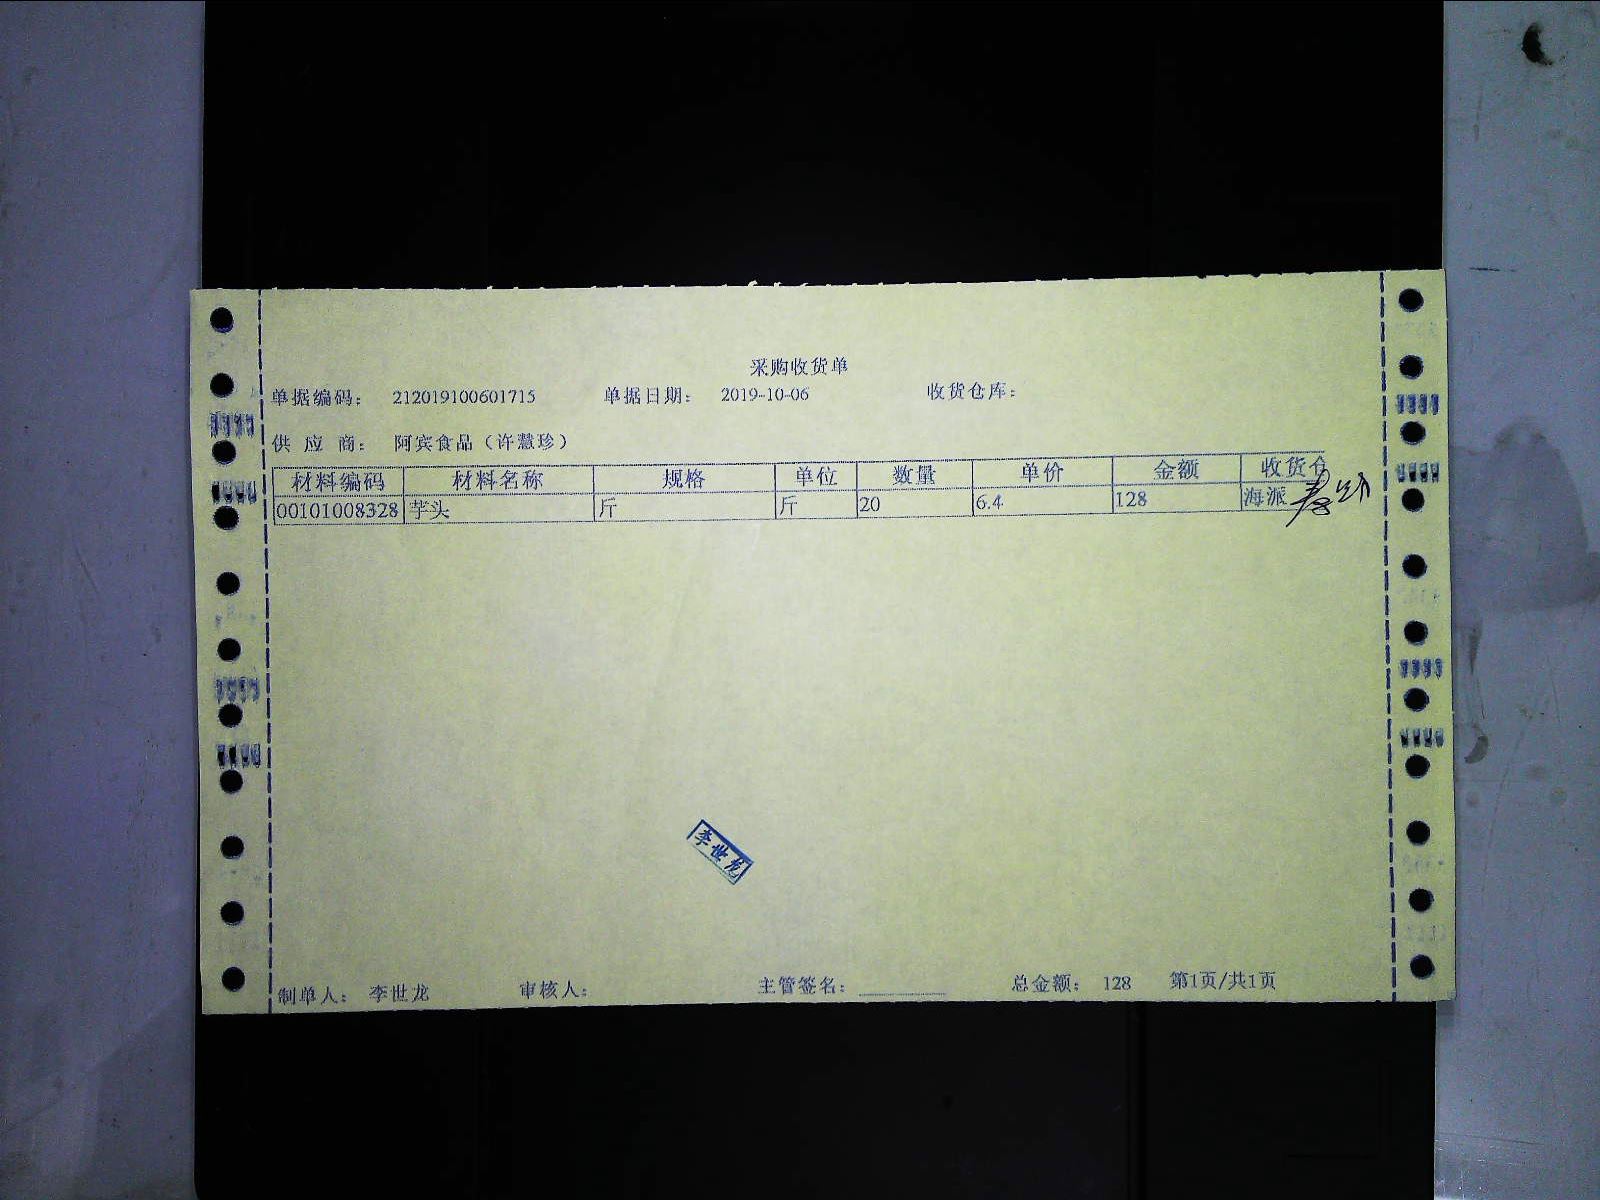 采购收货单
单据编码： 212019100601715 单据日期： 2019-10-06 收货仓库：
供 应 商： 阿宾食品（许慧珍）
材料编码 材料名称 规格 单位 数量 单价 金额 收货仓
00101008328 芋头 斤 斤 20 6.4 128 海派
李世龙
制单人： 李世龙 审核人： 主管签名： 总金额： 128 第1页/共1页